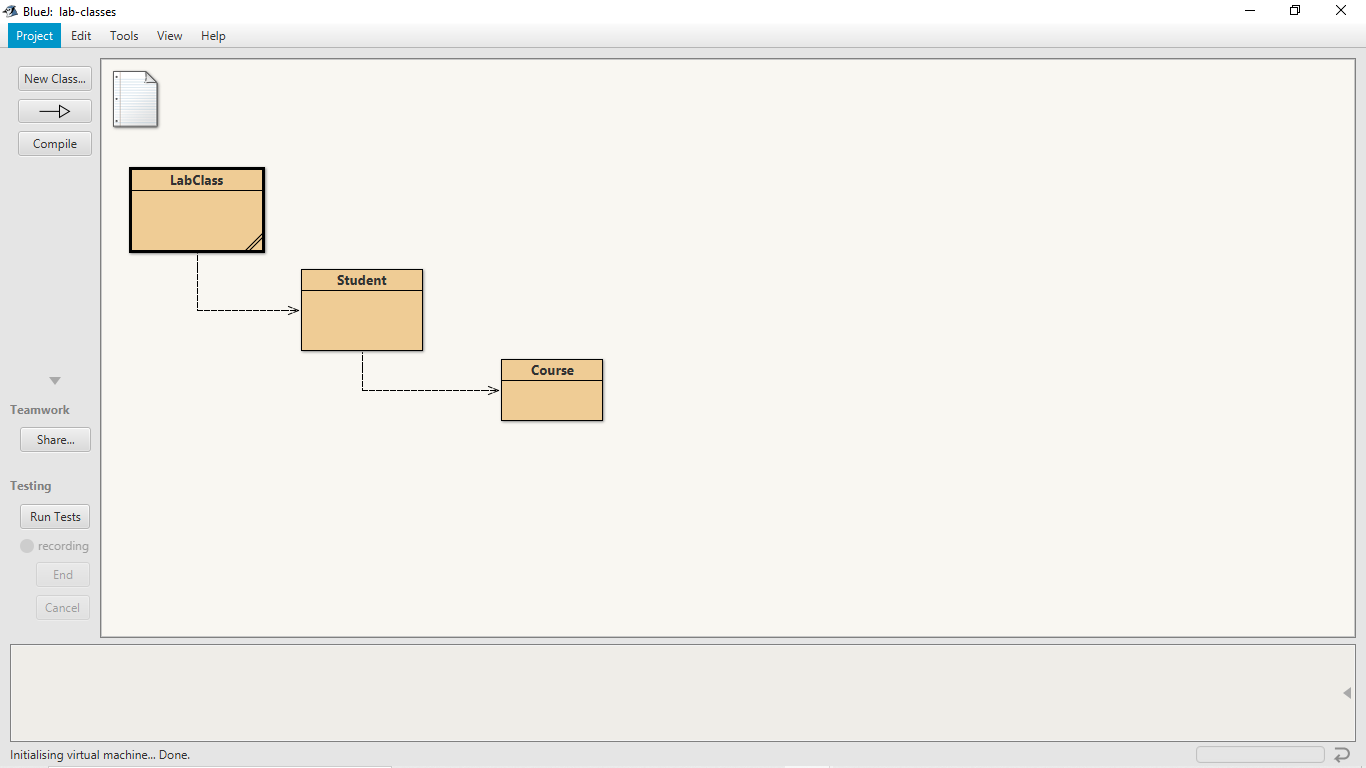 BlueJ: lab-classes
Project Edit Tools View Help
New Class...
Compile
LabClass
Student
Course
Teamwork
Share...
Testing
Run Tests
recording
End
Cancel
Initialising virtual machine... Done.